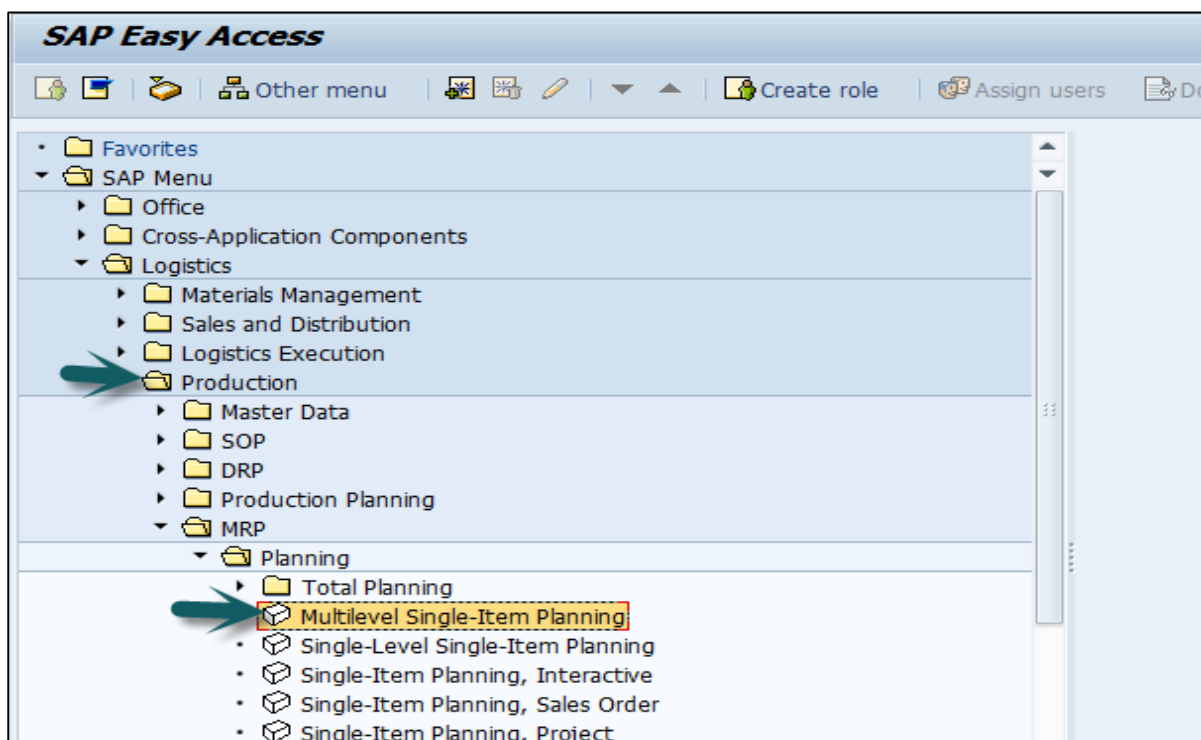 SAP Easy Access
Other menu Create role Assign users
Favorites
SAP Menu
Office
Cross-Application Components
Logistics
Materials Management
Sales and Distribution
Logistics Execution
Production
Master Data
SOP
DRP
Production Planning
MRP
Planning
Total Planning
Multilevel Single-Item Planning
Single-Level Single-Item Planning
Single-Item Planning, Interactive
Single-Item Planning, Sales Order
Single-Item Planning, Project